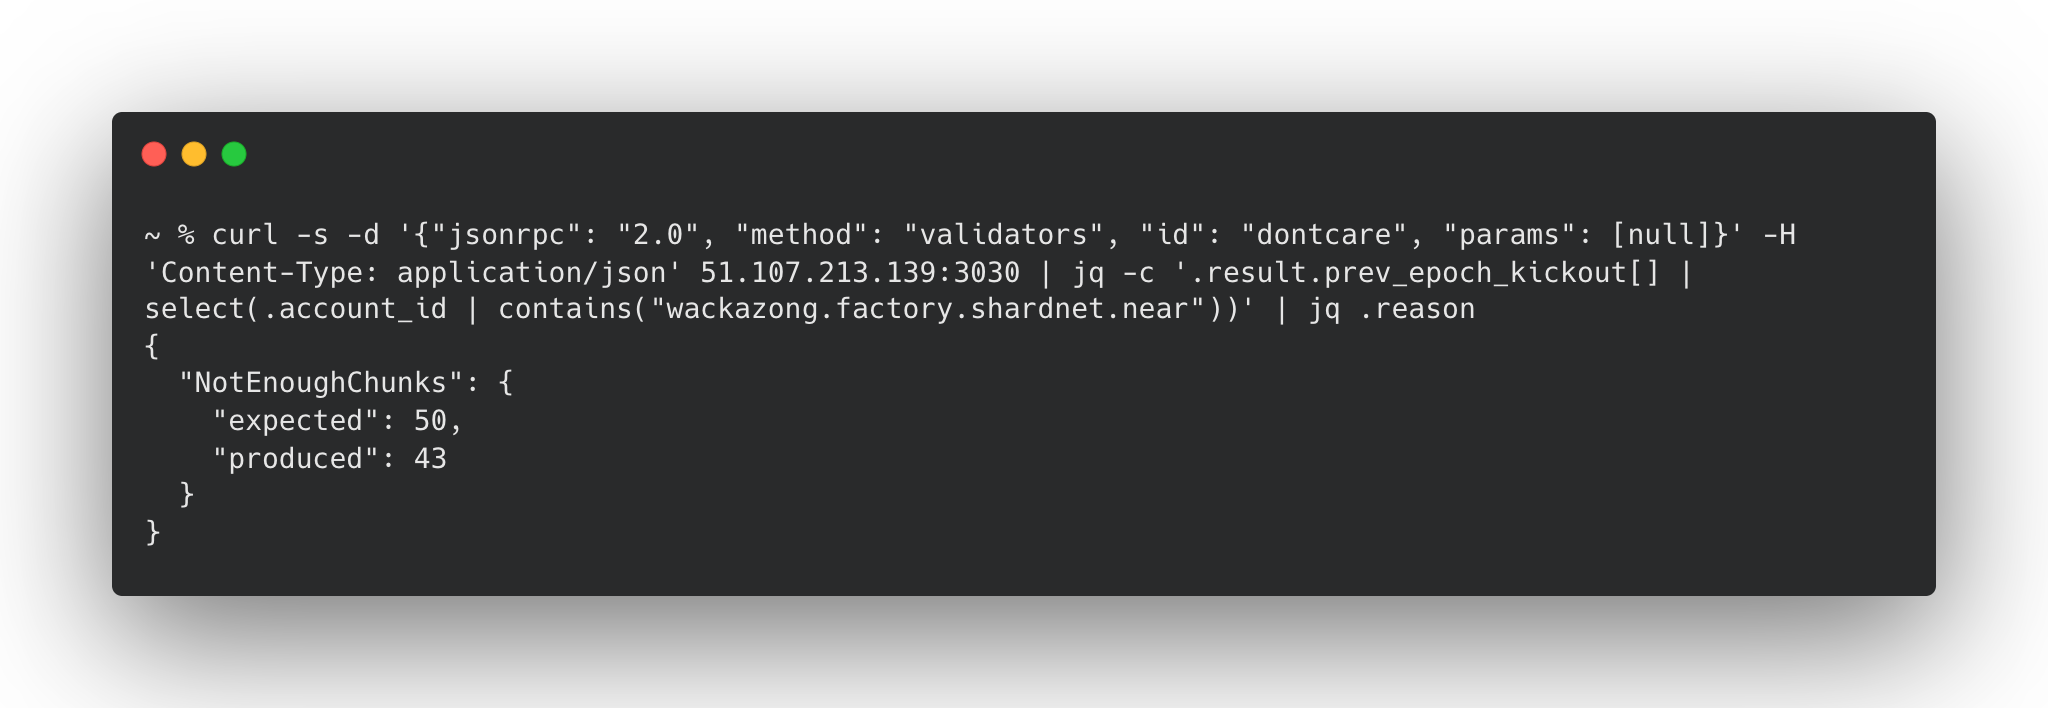 ~ % curl -s -d '{"jsonrpc": "2.0", "method": "validators", "id": "dontcare", "params": [null]}' -H
'Content-Type: application/json' 51.107.213.139:3030 | jq -c '.result.prev_epoch_kickout[] |
select(.account_id | contains("wackazong.factory.shardnet.near"))' | jq .reason
{
  "NotEnoughChunks": {
    "expected": 50,
    "produced": 43
  }
}